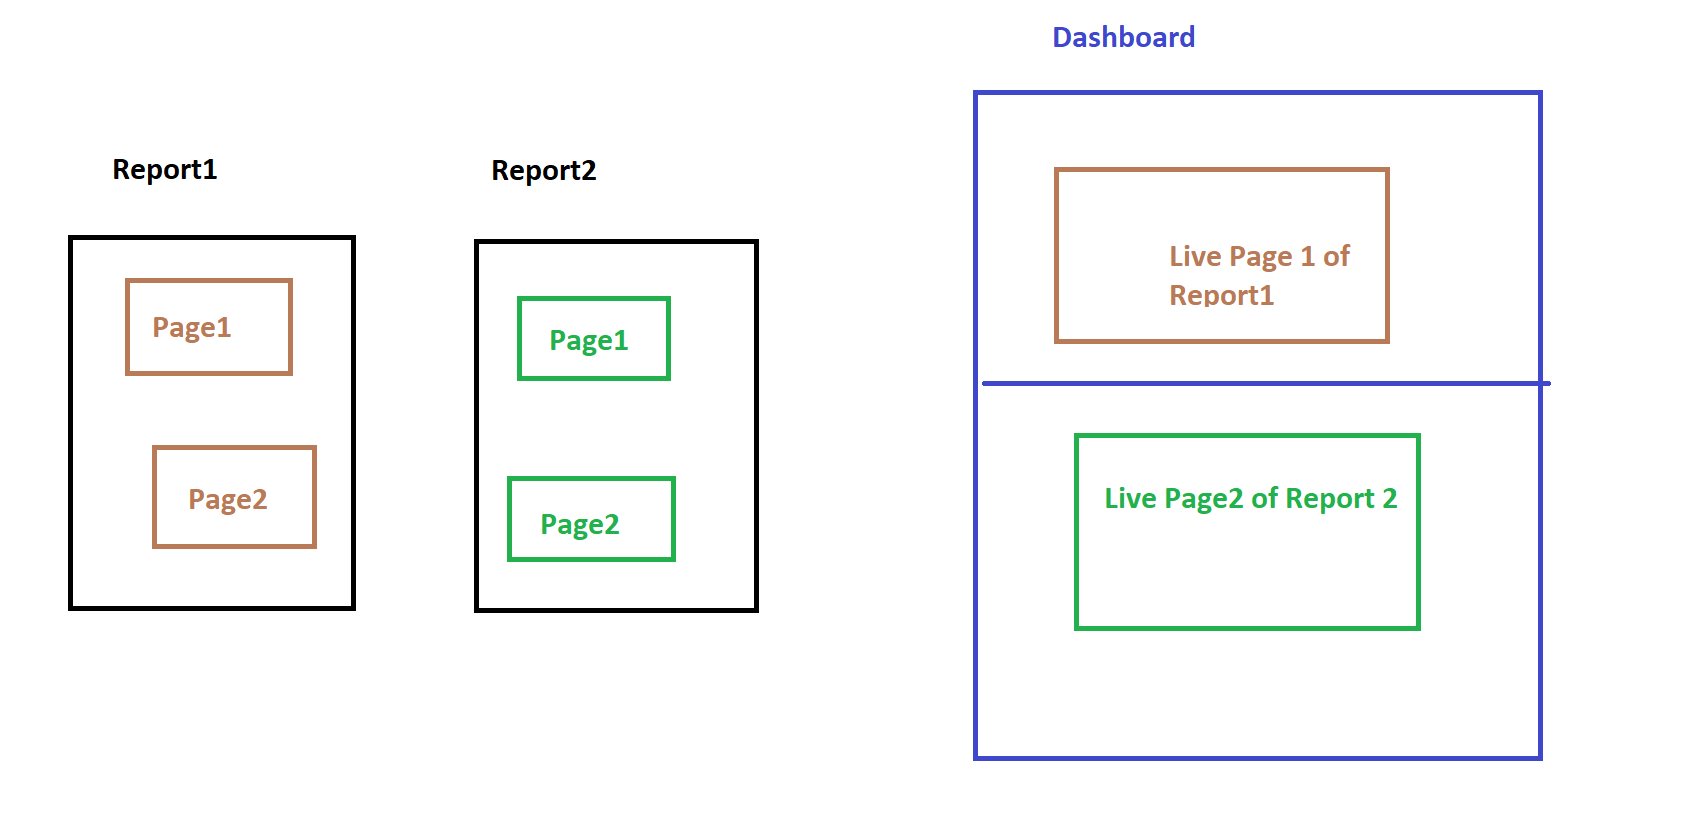 Dashboard
Report1
Report2
Page1
Page2
Page1
Page2
Live Page 1 of
Report1
Live Page2 of Report 2